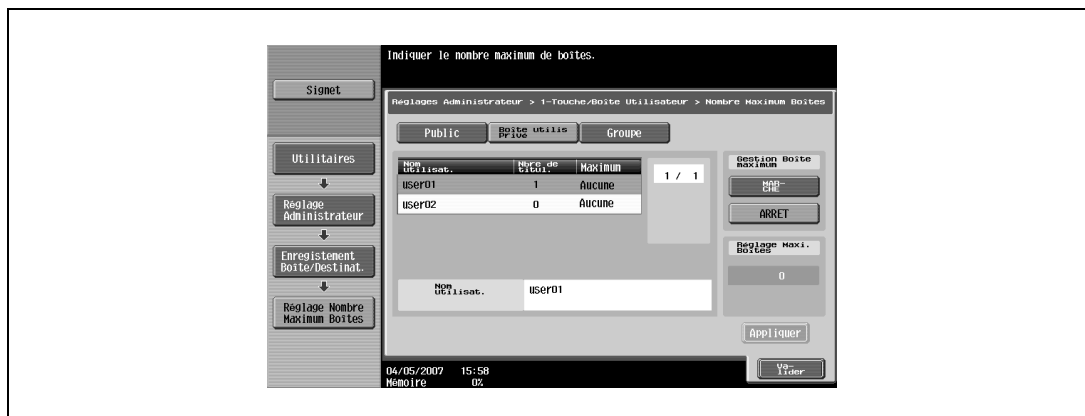 Indiquer le nombre maximum de boîtes.
Signet
Réglages Administrateur > 1-Touche/Boîte Utilisateur > Nombre Maximum Boîtes
Public
Boîte utilis
Privé
Groupe
Utilitaires
Réglage
Administrateur
Enregistement
Boîte/Destinat.
Réglage Nombre
Maximum Boîtes
Nom
utilisat.
Nbre de
titul.
Maximum
user01 1 Aucune
user02 0 Aucune
1 / 1
Nom
utilisat.
user01
Gestion Boîte
maximum
MAR-
CHE
ARRET
Réglage Maxi.
Boîtes
0
Appliquer
Va-
lider
04/05/2007 15:58
Mémoire 0%